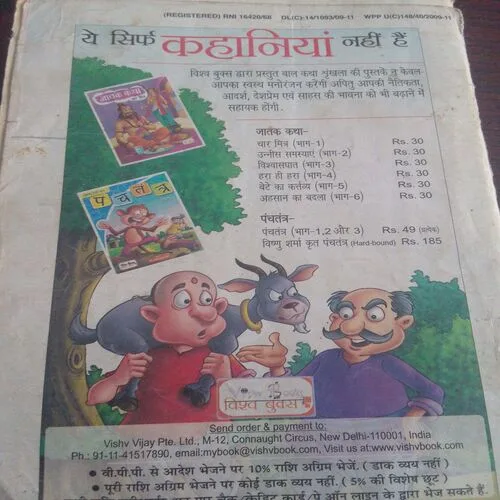 (REGISTERED) RNI 16420/68 DL(C)-14/1093/09-11 WPP U(C)148/40/2009-11
ये सिर्फ कहानियां नहीं हैं
विश्व बुक्स द्वारा प्रस्तुत बाल कथा श्रृंखला की पुस्तकें न केवल
आपका स्वस्थ मनोरंजन करेंगी अपितु आपकी नैतिकता,
आदर्श, देशप्रेम एवं साहस की भावना को भी बढ़ाने में
सहायक होंगी.
जातक कथा
जातक कथा–
चार मित्र (भाग-1) Rs. 30
उन्नीस समस्याएं (भाग-2) Rs. 30
विश्वासघात (भाग-3) Rs. 30
हरा ही हरा (भाग-4) Rs. 30
बेटे का कर्त्तव्य (भाग-5) Rs. 30
अहसान का बदला (भाग-6) Rs. 30
पंचतंत्र
पंचतंत्र–
पंचतंत्र (भाग-1,2 और 3) Rs. 49 (प्रत्येक)
विष्णु शर्मा कृत पंचतंत्र (Hard-bound) Rs. 185
विश्व बुक्स
Send order & payment to:
Vishv Vijay Pte. Ltd., M-12, Connaught Circus, New Delhi-110001, India
Ph.: 91-11-41517890, email:mybook@vishvbook.com, Visit us at:www.vishvbook.com
• वी.पी.पी. से आदेश भेजने पर 10% राशि अग्रिम भेजें. ( डाक व्यय नहीं )
• पूरी राशि अग्रिम भेजने पर कोई डाक व्यय नहीं. ( 5% की विशेष छूट )